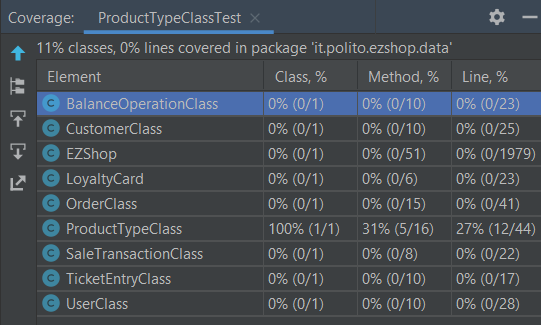 Coverage: ProductTypeClassTest
11% classes, 0% lines covered in package 'it.polito.ezshop.data'
Element Class, % Method, % Line, %
BalanceOperationClass 0% (0/1) 0% (0/10) 0% (0/23)
CustomerClass 0% (0/1) 0% (0/10) 0% (0/25)
EZShop 0% (0/1) 0% (0/51) 0% (0/1979)
LoyaltyCard 0% (0/1) 0% (0/6) 0% (0/23)
OrderClass 0% (0/1) 0% (0/15) 0% (0/41)
ProductTypeClass 100% (1/1) 31% (5/16) 27% (12/44)
SaleTransactionClass 0% (0/1) 0% (0/8) 0% (0/22)
TicketEntryClass 0% (0/1) 0% (0/10) 0% (0/17)
UserClass 0% (0/1) 0% (0/10) 0% (0/28)